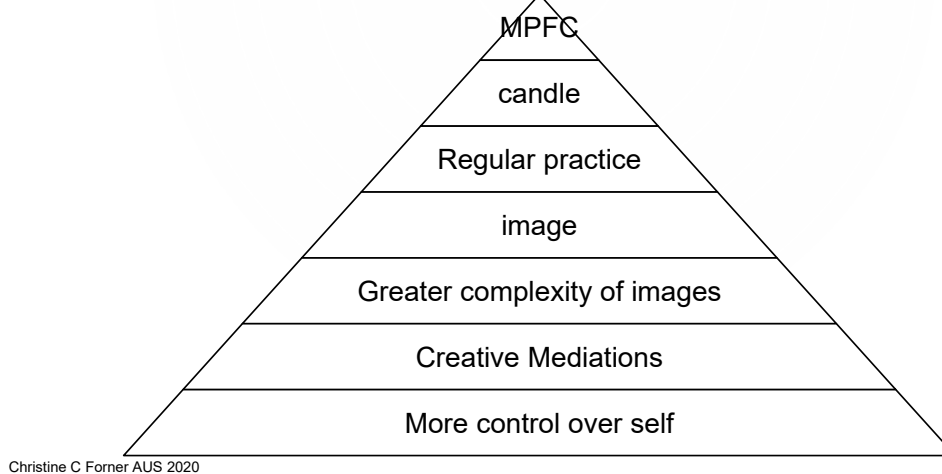 MPFC
candle
Regular practice
image
Greater complexity of images
Creative Mediations
More control over self
Christine C Forner AUS 2020